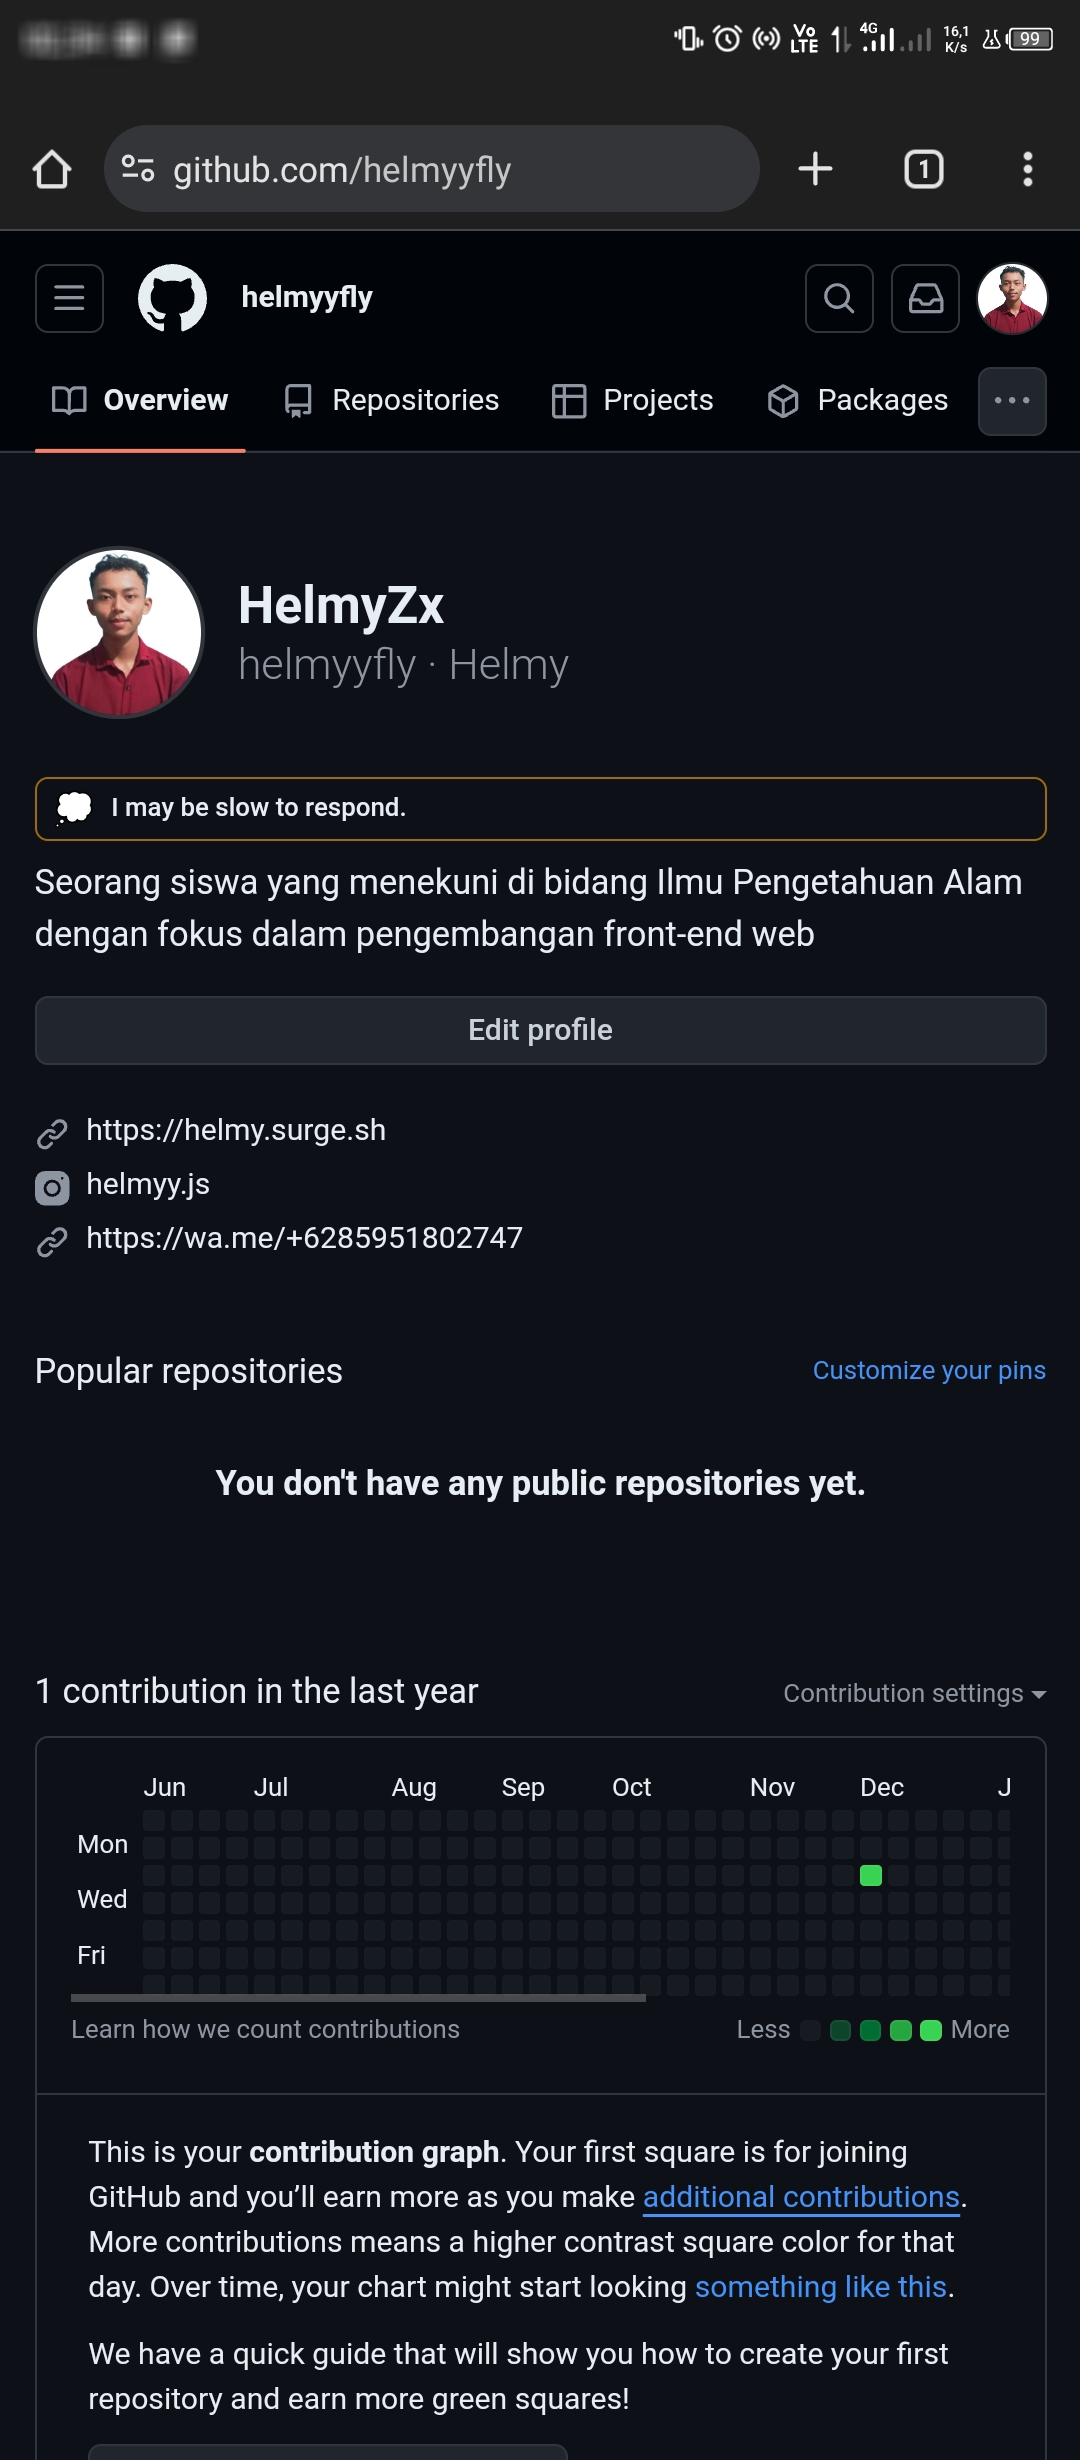 Vo
LTE
4G
16,1
K/s
99
github.com/helmyyfly
1
helmyyfly
Overview
Repositories
Projects
Packages
HelmyZx
helmyyfly · Helmy
I may be slow to respond.
Seorang siswa yang menekuni di bidang Ilmu Pengetahuan Alam
dengan fokus dalam pengembangan front-end web
Edit profile
https://helmy.surge.sh
helmyy.js
https://wa.me/+6285951802747
Popular repositories
Customize your pins
You don't have any public repositories yet.
1 contribution in the last year
Contribution settings
Jun Jul Aug Sep Oct Nov Dec J
Mon
Wed
Fri
Learn how we count contributions
Less
More
This is your contribution graph. Your first square is for joining
GitHub and you’ll earn more as you make additional contributions.
More contributions means a higher contrast square color for that
day. Over time, your chart might start looking something like this.
We have a quick guide that will show you how to create your first
repository and earn more green squares!